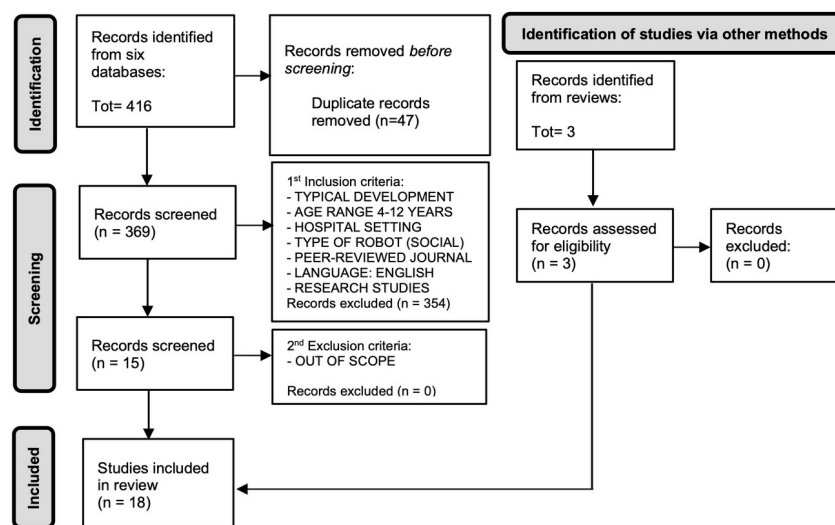 Identification
Records identified
from six
databases:
Tot= 416
Records removed before
screening:
Duplicate records
removed (n=47)
Identification of studies via other methods
Records identified
from reviews:
Tot= 3
Screening
Records screened
(n = 369)
1st Inclusion criteria:
- TYPICAL DEVELOPMENT
- AGE RANGE 4-12 YEARS
- HOSPITAL SETTING
- TYPE OF ROBOT (SOCIAL)
- PEER-REVIEWED JOURNAL
- LANGUAGE: ENGLISH
- RESEARCH STUDIES
Records excluded (n = 354)
Records assessed
for eligibility
(n = 3)
Records
excluded:
(n = 0)
Records screened
(n = 15)
2nd Exclusion criteria:
- OUT OF SCOPE
Records excluded (n = 0)
Included
Studies included
in review
(n = 18)